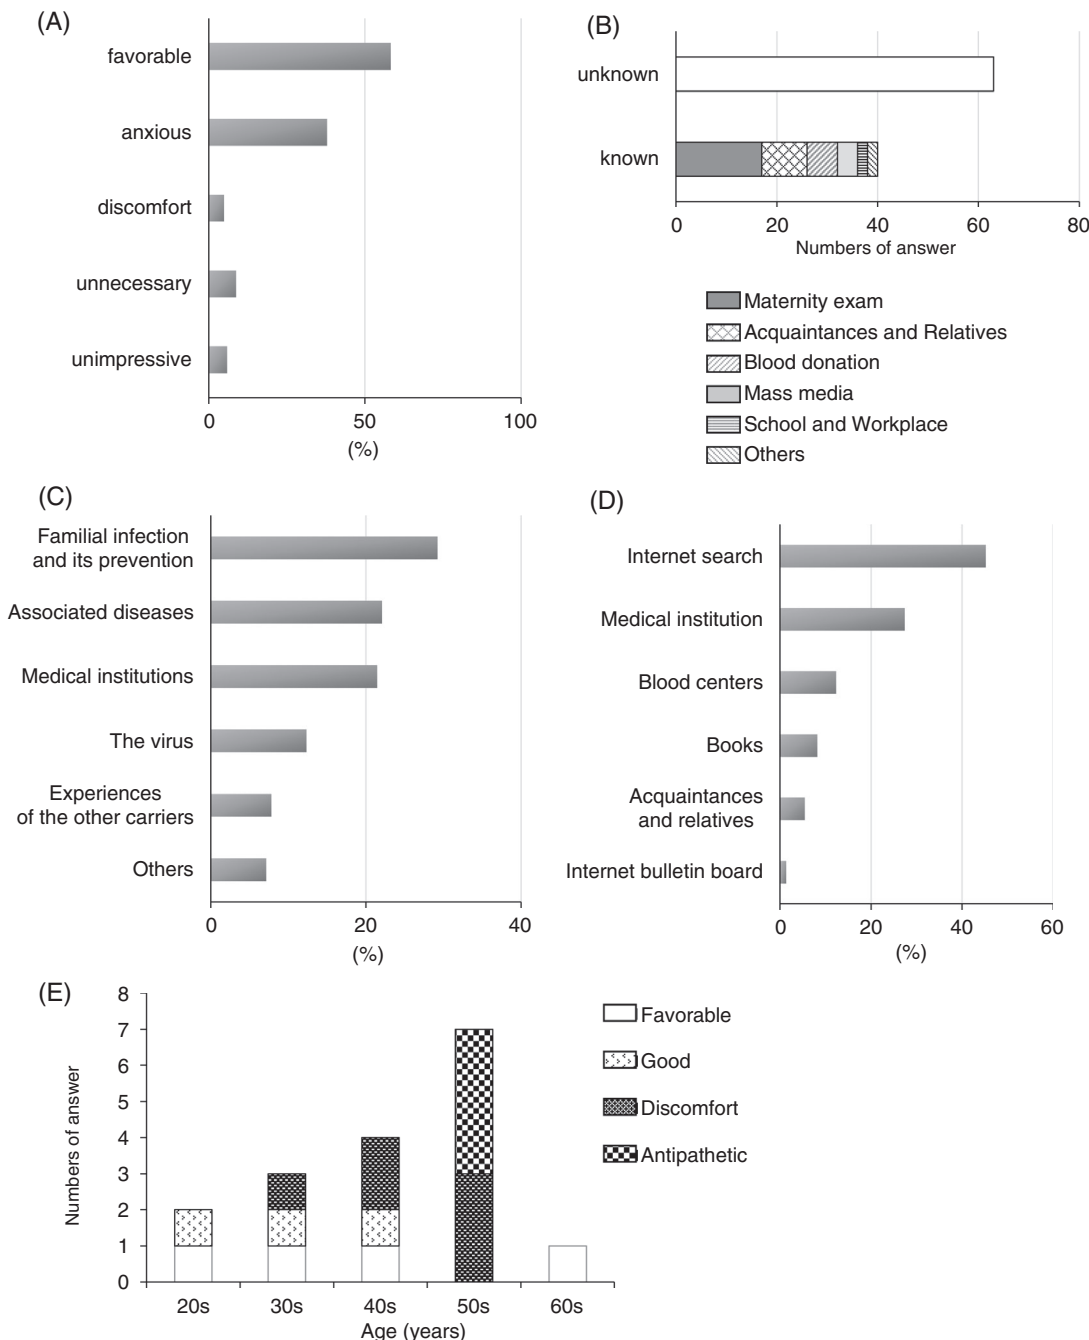 (A)
favorable
anxious
discomfort
unnecessary
unimpressive
0 50 100
(%)
(B)
unknown
known
0 20 40 60 80
Numbers of answer
Maternity exam
Acquaintances and Relatives
Blood donation
Mass media
School and Workplace
Others
(C)
Familial infection
and its prevention
Associated diseases
Medical institutions
The virus
Experiences
of the other carriers
Others
0 20 40
(%)
(D)
Internet search
Medical institution
Blood centers
Books
Acquaintances
and relatives
Internet bulletin board
0 20 40 60
(%)
(E)
Numbers of answer
8
7
6
5
4
3
2
1
0
20s 30s 40s 50s 60s
Age (years)
Favorable
Good
Discomfort
Antipathetic